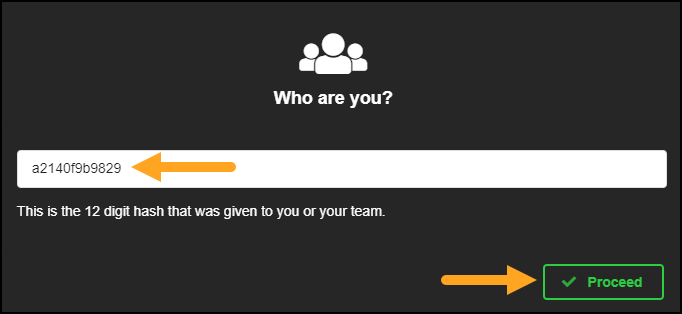 Who are you?
a2140f9b9829
This is the 12 digit hash that was given to you or your team.
Proceed